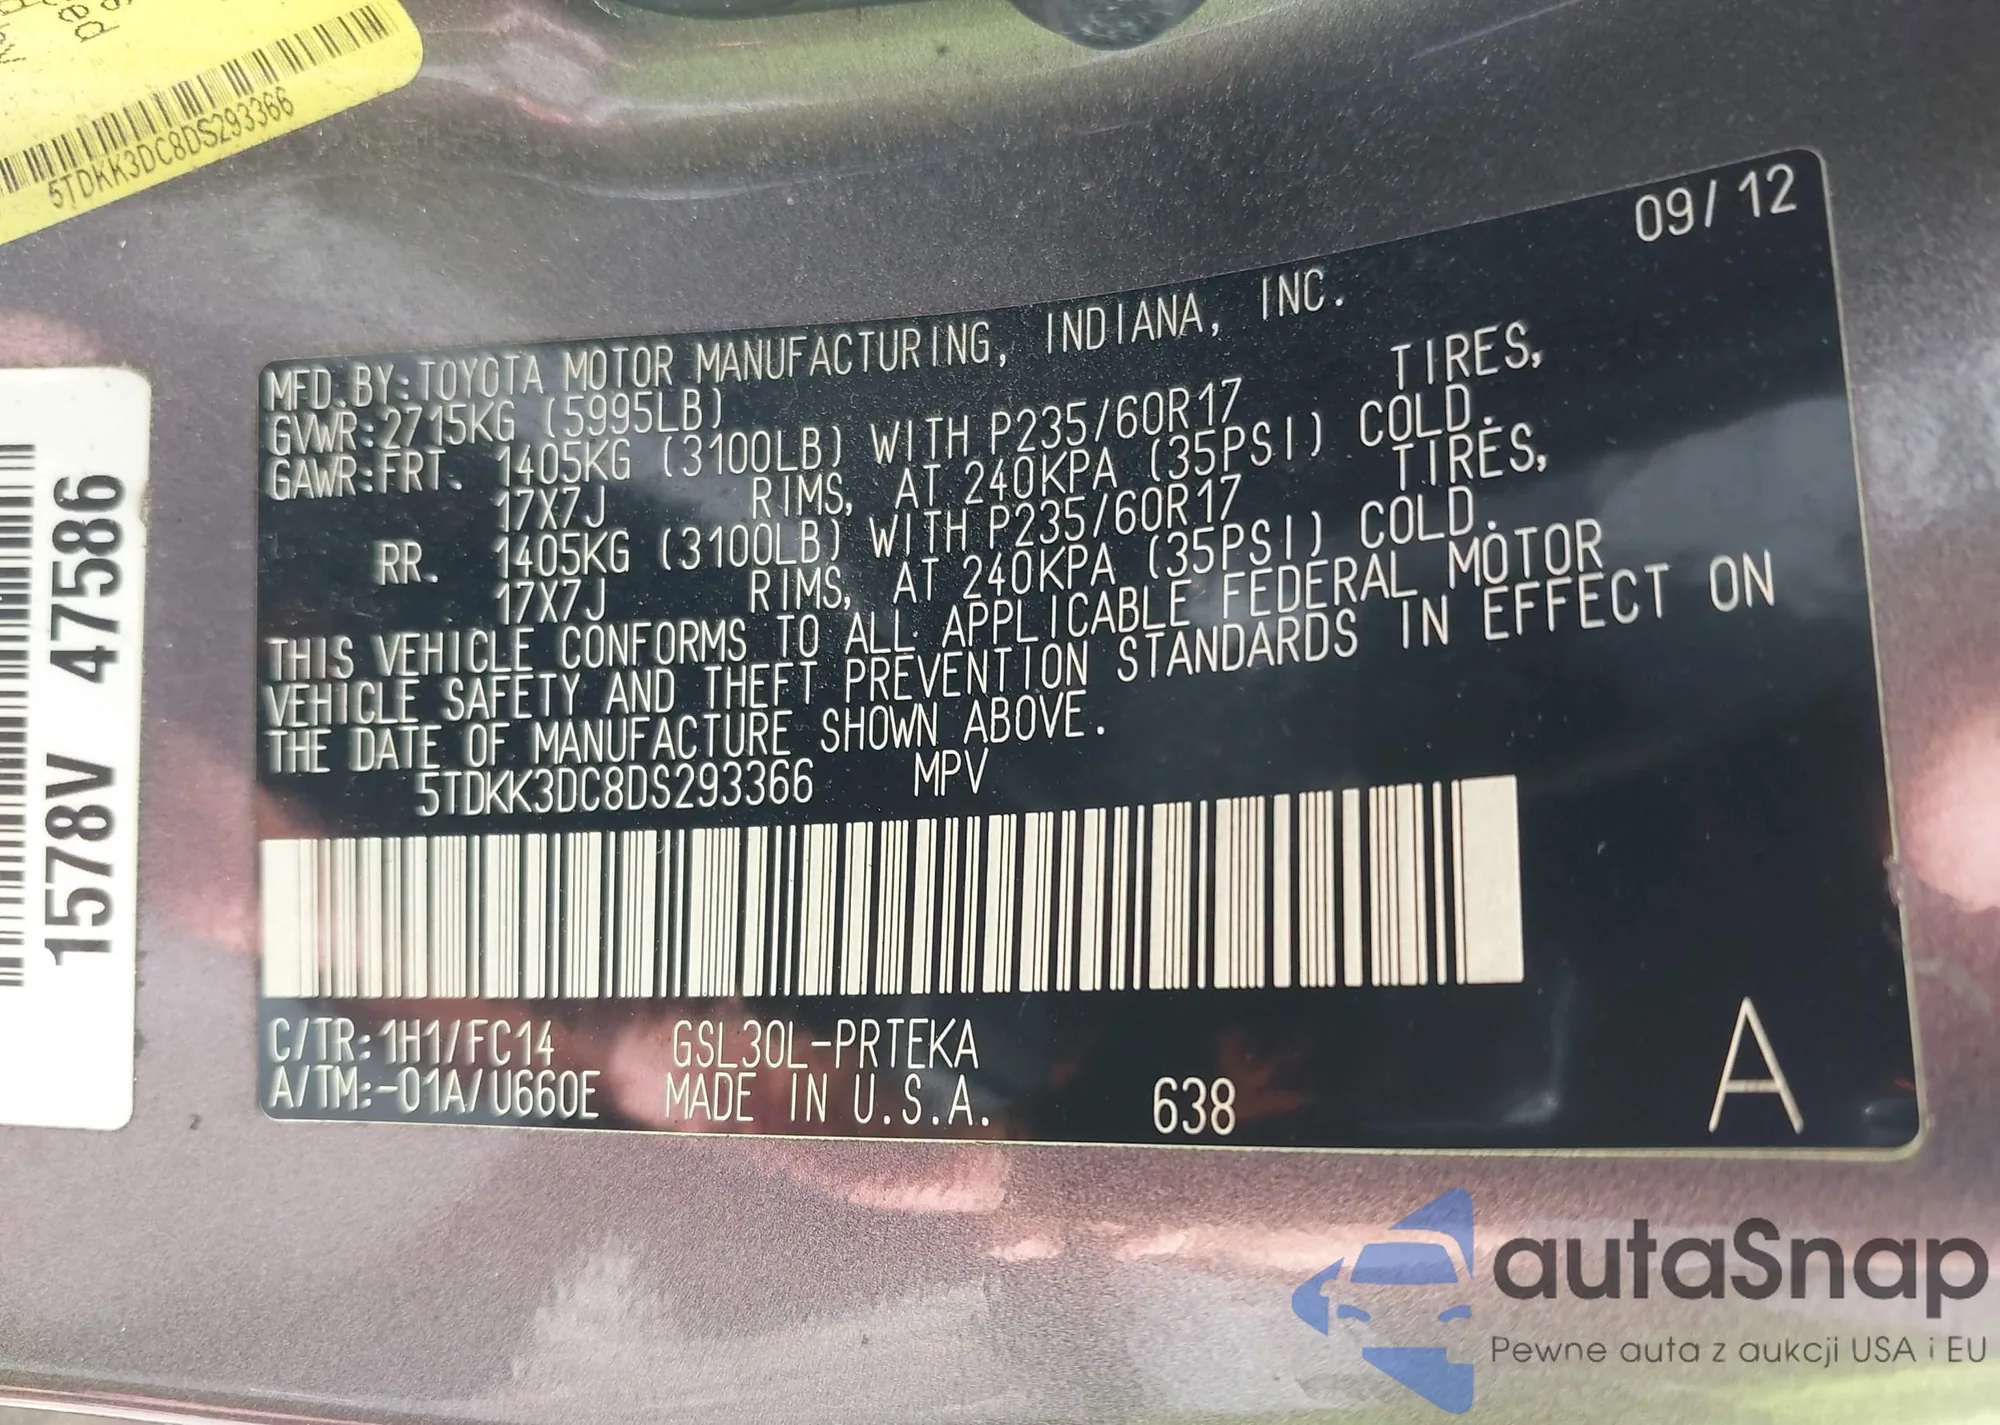 5TDKK3DC8DS293366
1578V 47586
09/12
MFD. BY: TOYOTA MOTOR MANUFACTURING, INDIANA, INC.
GVWR: 2715KG (5995LB)
GAWR: FRT. 1405KG (3100LB) WITH P235/60R17 TIRES,
17X7J RIMS, AT 240KPA (35PSI) COLD.
RR. 1405KG (3100LB) WITH P235/60R17 TIRES,
17X7J RIMS, AT 240KPA (35PSI) COLD.
THIS VEHICLE CONFORMS TO ALL APPLICABLE FEDERAL MOTOR
VEHICLE SAFETY AND THEFT PREVENTION STANDARDS IN EFFECT ON
THE DATE OF MANUFACTURE SHOWN ABOVE.
5TDKK3DC8DS293366 MPV
C/TR: 1H1/FC14 GSL30L-PRTEKA
A/TM: -01A/U660E MADE IN U.S.A. 638
A
autaSnap
Pewne auta z aukcji USA i EU